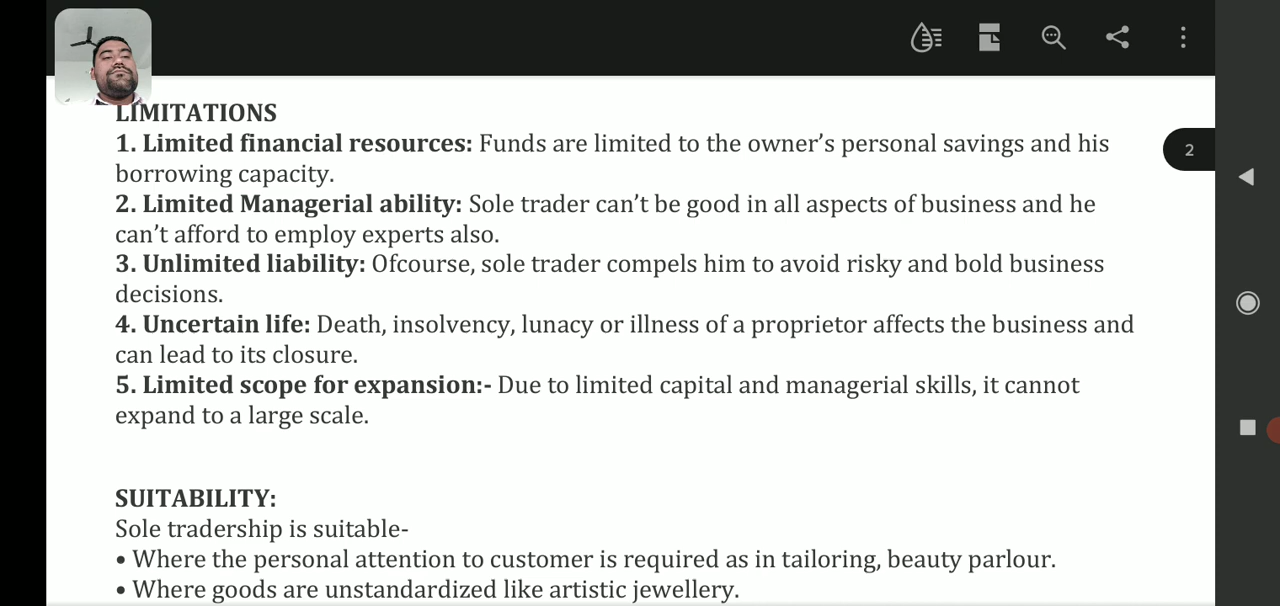 LIMITATIONS
1. Limited financial resources: Funds are limited to the owner’s personal savings and his
borrowing capacity.
2. Limited Managerial ability: Sole trader can’t be good in all aspects of business and he
can’t afford to employ experts also.
3. Unlimited liability: Ofcourse, sole trader compels him to avoid risky and bold business
decisions.
4. Uncertain life: Death, insolvency, lunacy or illness of a proprietor affects the business and
can lead to its closure.
5. Limited scope for expansion:- Due to limited capital and managerial skills, it cannot
expand to a large scale.
SUITABILITY:
Sole tradership is suitable-
• Where the personal attention to customer is required as in tailoring, beauty parlour.
• Where goods are unstandardized like artistic jewellery.
2